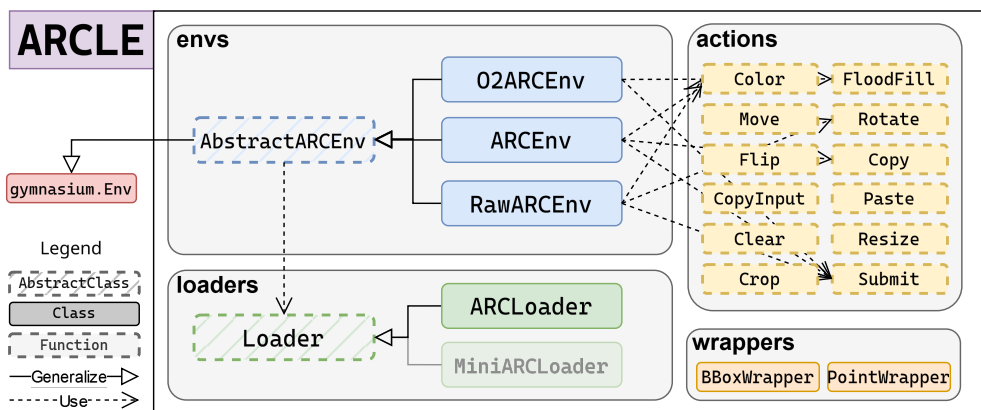 ARCLE
envs
O2ARCEnv
AbstractARCEnv
ARCEnv
RawARCEnv
gymnasium.Env
actions
Color
FloodFill
Move
Rotate
Flip
Copy
CopyInput
Paste
Clear
Resize
Crop
Submit
Legend
AbstractClass
Class
Function
Generalize
Use
loaders
ARCLoader
Loader
MiniARCLoader
wrappers
BBoxWrapper
PointWrapper